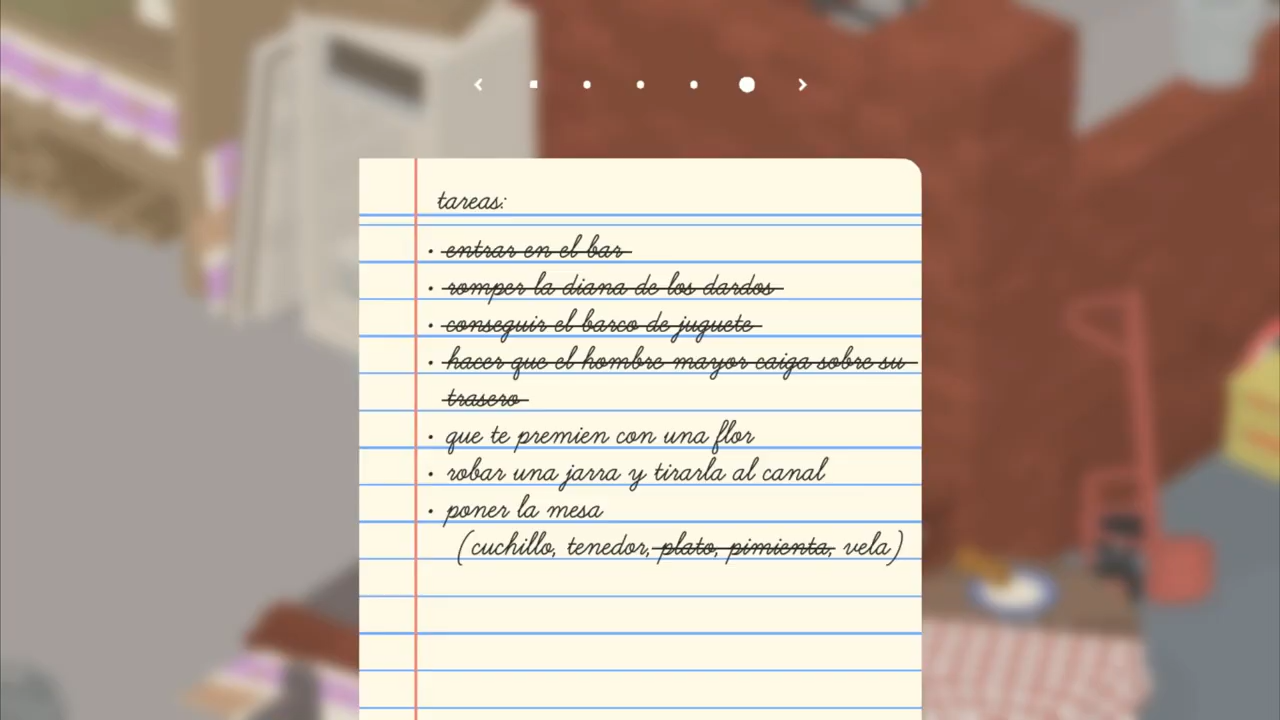 tareas:
• entrar en el bar
• romper la diana de los dardos
• conseguir el barco de juguete
• hacer que el hombre mayor caiga sobre su
trasero
• que te premien con una flor
• robar una jarra y tirarla al canal
• poner la mesa
(cuchillo, tenedor, plato, pimienta, vela)